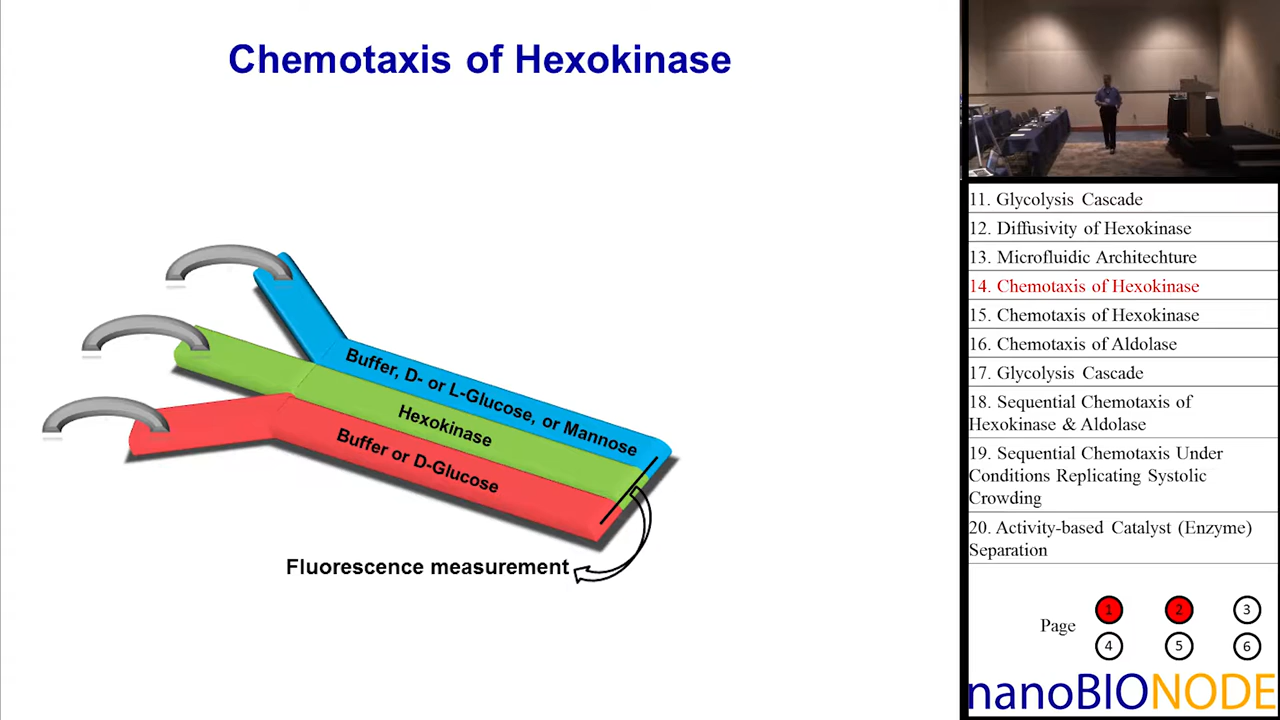 Chemotaxis of Hexokinase
Buffer, D- or L-Glucose, or Mannose
Hexokinase
Buffer or D-Glucose
Fluorescence measurement
11. Glycolysis Cascade
12. Diffusivity of Hexokinase
13. Microfluidic Architechture
14. Chemotaxis of Hexokinase
15. Chemotaxis of Hexokinase
16. Chemotaxis of Aldolase
17. Glycolysis Cascade
18. Sequential Chemotaxis of
Hexokinase & Aldolase
19. Sequential Chemotaxis Under
Conditions Replicating Systolic
Crowding
20. Activity-based Catalyst (Enzyme)
Separation
Page
1 2 3
4 5 6
nanoBIONODE